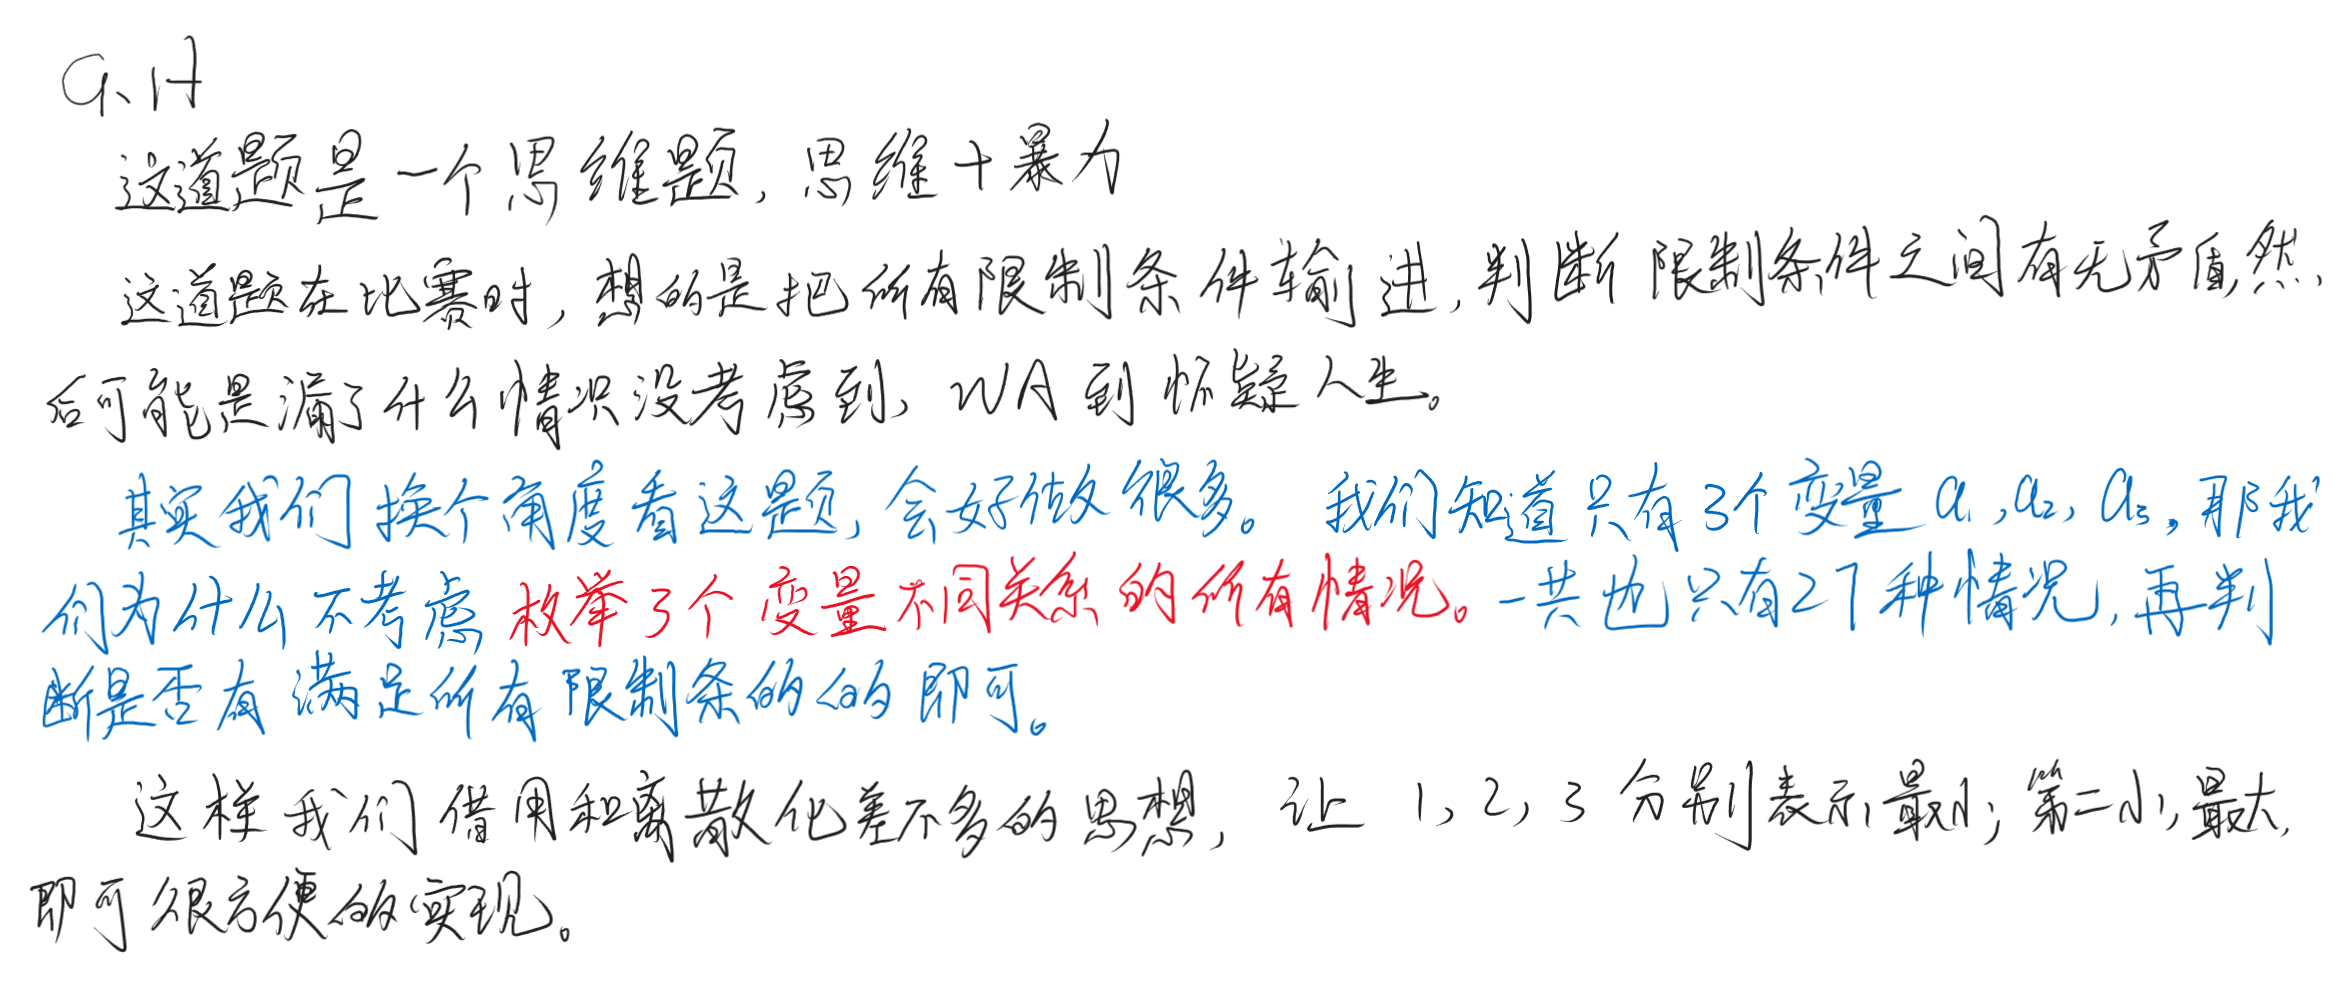 G、H
这道题是一个思维题,思维+暴力
这道题在比赛时,想的是把所有限制条件输进,判断限制条件之间有无矛盾,然
后可能是漏了什么情况没考虑到,WA到怀疑人生。
其实我们换个角度看这题,会好做很多。我们知道只有3个变量a₁,a₂,a₃,那我
们为什么不考虑枚举3个变量不同关系的所有情况。一共也只有27种情况,再判
断是否有满足所有限制条的的即可。
这样我们借用和离散化差不多的思想,让1,2,3分别表示最小,第二小,最大,
即可很方便的实现。